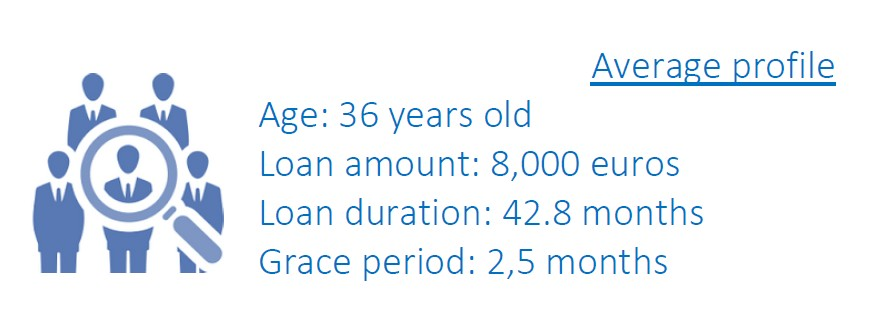 Average profile
Age: 36 years old
Loan amount: 8,000 euros
Loan duration: 42.8 months
Grace period: 2,5 months